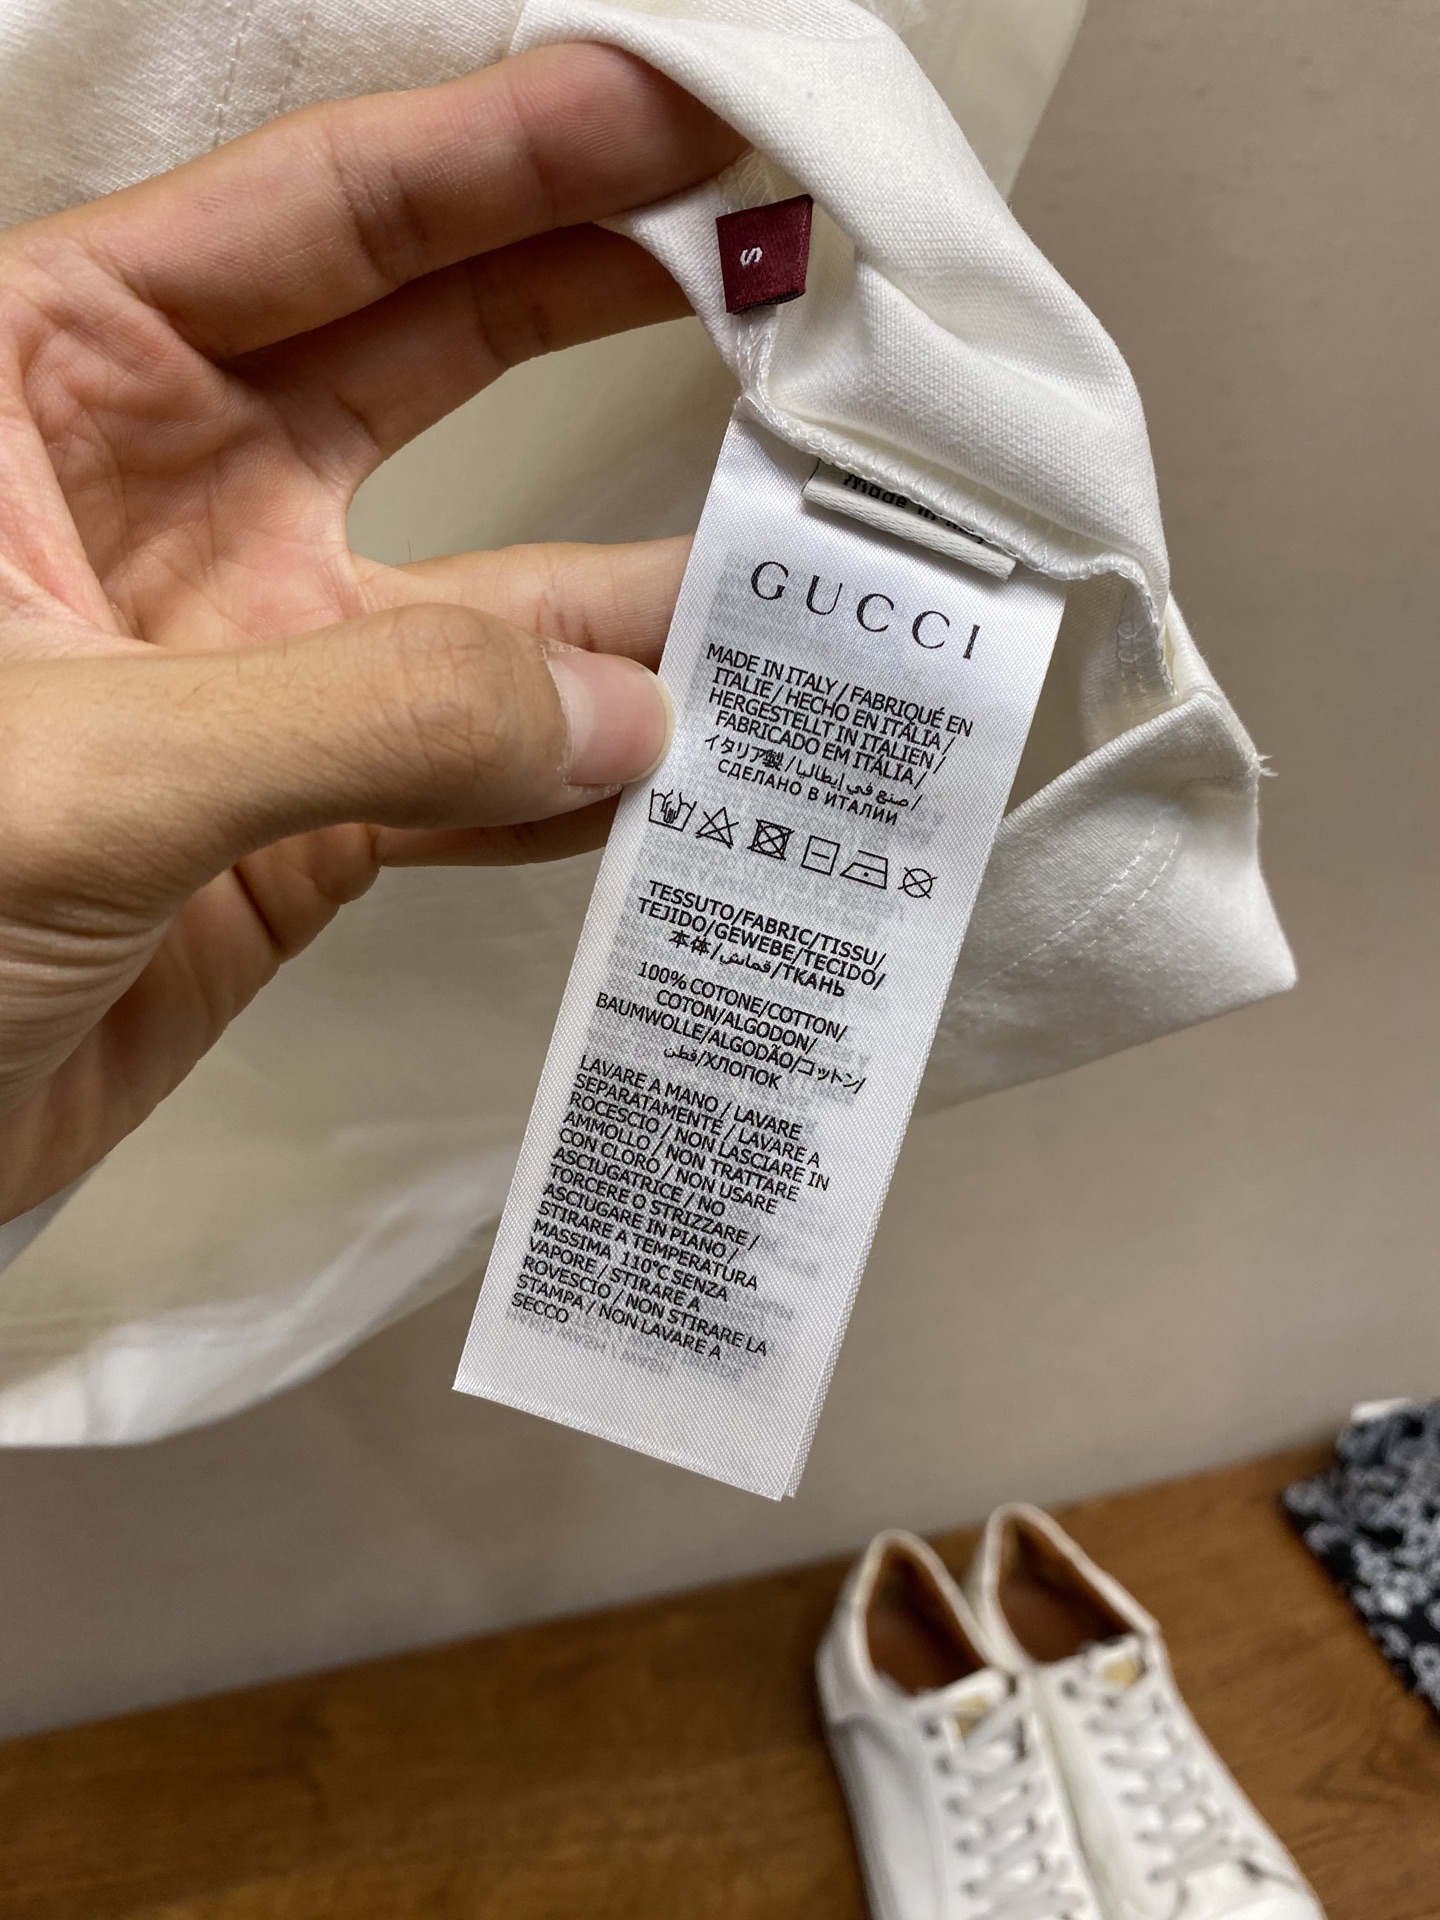 S
Made in Italy
GUCCI
MADE IN ITALY / FABRIQUÉ EN
ITALIE / HECHO EN ITALIA /
HERGESTELLT IN ITALIEN /
FABRICADO EM ITÁLIA /
イタリア製 / صنع في إيطاليا /
СДЕЛАНО В ИТАЛИИ
TESSUTO/FABRIC/TISSU/
TEJIDO/GEWEBE/TECIDO/
本体/قماش/ТКАНЬ
100% COTONE/COTTON/
COTON/ALGODON/
BAUMWOLLE/ALGODÃO/コットン/
قطن/ХЛОПОК
LAVARE A MANO / LAVARE
SEPARATAMENTE / LAVARE A
ROCESCIO / NON LASCIARE IN
AMMOLLO / NON TRATTARE
CON CLORO / NON USARE
ASCIUGATRICE / NO
TORCERE O STRIZZARE /
ASCIUGARE IN PIANO /
STIRARE A TEMPERATURA
MASSIMA 110°C SENZA
VAPORE / STIRARE A
ROVESCIO / NON STIRARE LA
STAMPA / NON LAVARE A
SECCO